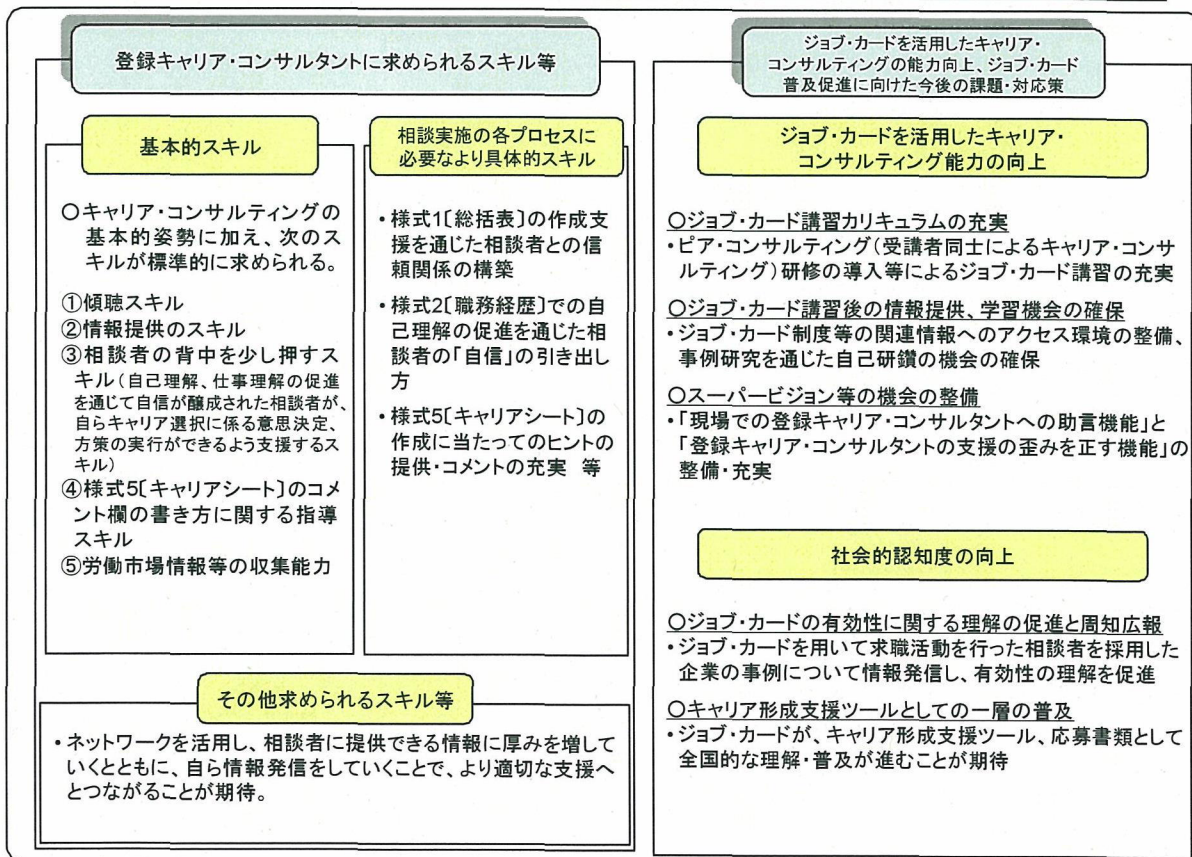 登録キャリア・コンサルタントに求められるスキル等
基本的スキル
○キャリア・コンサルティングの
基本的姿勢に加え、次のス
キルが標準的に求められる。
①傾聴スキル
②情報提供のスキル
③相談者の背中を少し押すス
キル(自己理解、仕事理解の促進
を通じて自信が醸成された相談者が、
自らキャリア選択に係る意思決定、
方策の実行ができるよう支援するス
キル)
④様式5〔キャリアシート〕のコメ
ント欄の書き方に関する指導
スキル
⑤労働市場情報等の収集能力
相談実施の各プロセスに
必要なより具体的スキル
・様式1〔総括表〕の作成支
援を通じた相談者との信
頼関係の構築
・様式2〔職務経歴〕での自
己理解の促進を通じた相
談者の「自信」の引き出し
方
・様式5〔キャリアシート〕の
作成に当たってのヒントの
提供・コメントの充実 等
その他求められるスキル等
・ネットワークを活用し、相談者に提供できる情報に厚みを増して
いくとともに、自ら情報発信をしていくことで、より適切な支援へ
とつながることが期待。
ジョブ・カードを活用したキャリア・
コンサルティングの能力向上、ジョブ・カード
普及促進に向けた今後の課題・対応策
ジョブ・カードを活用したキャリア・
コンサルティング能力の向上
○ジョブ・カード講習カリキュラムの充実
・ピア・コンサルティング(受講者同士によるキャリア・コンサ
ルティング)研修の導入等によるジョブ・カード講習の充実
○ジョブ・カード講習後の情報提供、学習機会の確保
・ジョブ・カード制度等の関連情報へのアクセス環境の整備、
事例研究を通じた自己研鑽の機会の確保
○スーパービジョン等の機会の整備
・「現場での登録キャリア・コンサルタントへの助言機能」と
「登録キャリア・コンサルタントの支援の歪みを正す機能」の
整備・充実
社会的認知度の向上
○ジョブ・カードの有効性に関する理解の促進と周知広報
・ジョブ・カードを用いて求職活動を行った相談者を採用した
企業の事例について情報発信し、有効性の理解を促進
○キャリア形成支援ツールとしての一層の普及
・ジョブ・カードが、キャリア形成支援ツール、応募書類として
全国的な理解・普及が進むことが期待